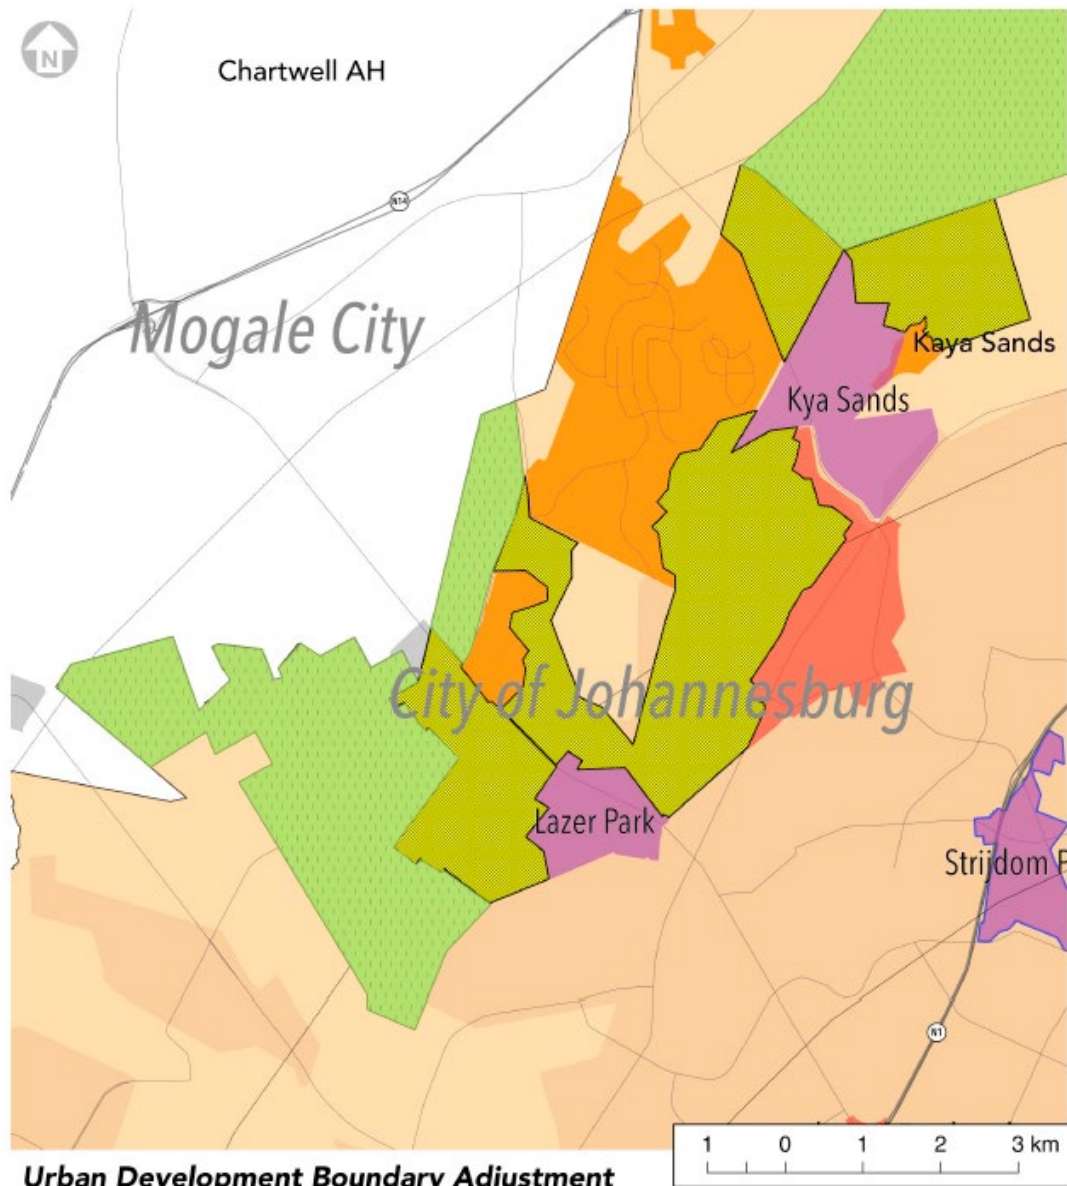 N
Chartwell AH
N14
Mogale City
Kaya Sands
Kya Sands
City of Johannesburg
Lazer Park
Strijdom P
N1
1 0 1 2 3 km
Urban Development Boundary Adjustment